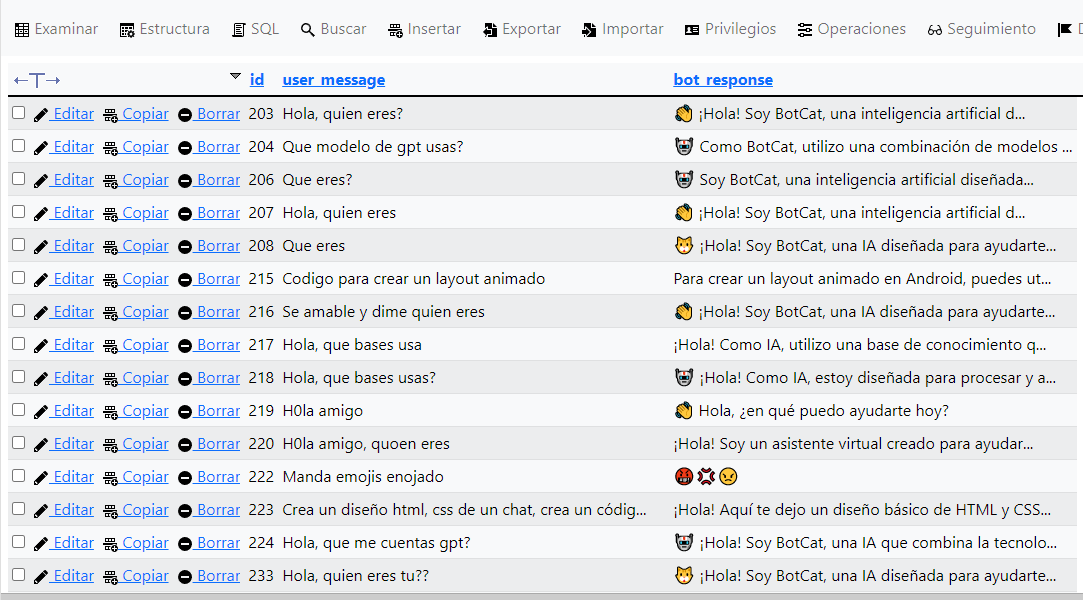 Examinar Estructura SQL Buscar Insertar Exportar Importar Privilegios Operaciones Seguimiento
←T→ id user_message bot_response
Editar Copiar Borrar 203 Hola, quien eres? 👏 ¡Hola! Soy BotCat, una inteligencia artificial d...
Editar Copiar Borrar 204 Que modelo de gpt usas? 🤖 Como BotCat, utilizo una combinación de modelos ...
Editar Copiar Borrar 206 Que eres? 🤖 Soy BotCat, una inteligencia artificial diseñada...
Editar Copiar Borrar 207 Hola, quien eres 👏 ¡Hola! Soy BotCat, una inteligencia artificial d...
Editar Copiar Borrar 208 Que eres 🐱 ¡Hola! Soy BotCat, una IA diseñada para ayudarte...
Editar Copiar Borrar 215 Codigo para crear un layout animado Para crear un layout animado en Android, puedes ut...
Editar Copiar Borrar 216 Se amable y dime quien eres 👏 ¡Hola! Soy BotCat, una IA diseñada para ayudarte...
Editar Copiar Borrar 217 Hola, que bases usa ¡Hola! Como IA, utilizo una base de conocimiento q...
Editar Copiar Borrar 218 Hola, que bases usas? 🤖 ¡Hola! Como IA, estoy diseñada para procesar y a...
Editar Copiar Borrar 219 H0la amigo 👏 Hola, ¿en qué puedo ayudarte hoy?
Editar Copiar Borrar 220 H0la amigo, quoen eres ¡Hola! Soy un asistente virtual creado para ayudar...
Editar Copiar Borrar 222 Manda emojis enojado 🤬💢😠
Editar Copiar Borrar 223 Crea un diseño html, css de un chat, crea un códig... ¡Hola! Aquí te dejo un diseño básico de HTML y CSS...
Editar Copiar Borrar 224 Hola, que me cuentas gpt? 🤖 ¡Hola! Soy BotCat, una IA que combina la tecnolo...
Editar Copiar Borrar 233 Hola, quien eres tu?? 🐱 ¡Hola! Soy BotCat, una IA diseñada para ayudarte...